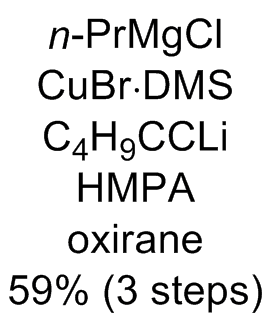 n-PrMgCl
CuBr·DMS
C₄H₉CCLi
HMPA
oxirane
59% (3 steps)